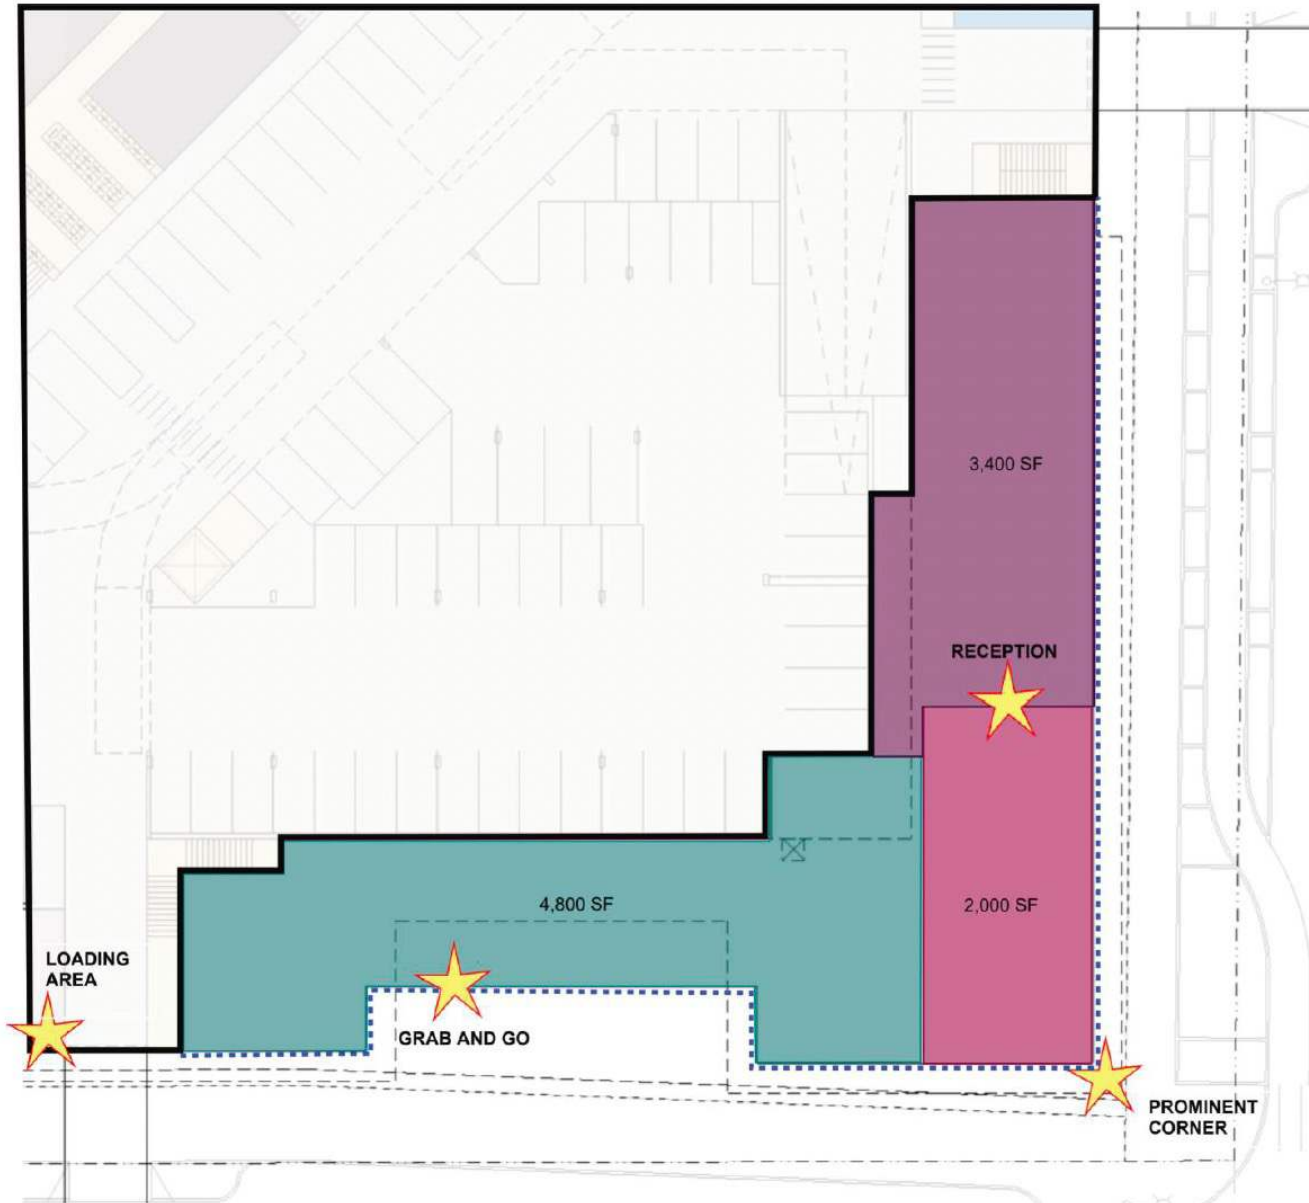 3,400 SF
RECEPTION
4,800 SF
2,000 SF
LOADING
AREA
GRAB AND GO
PROMINENT
CORNER